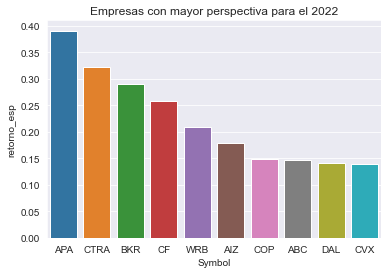 Empresas con mayor perspectiva para el 2022
retorno_esp
0.40
0.35
0.30
0.25
0.20
0.15
0.10
0.05
0.00
APA CTRA BKR CF WRB AIZ COP ABC DAL CVX
Symbol